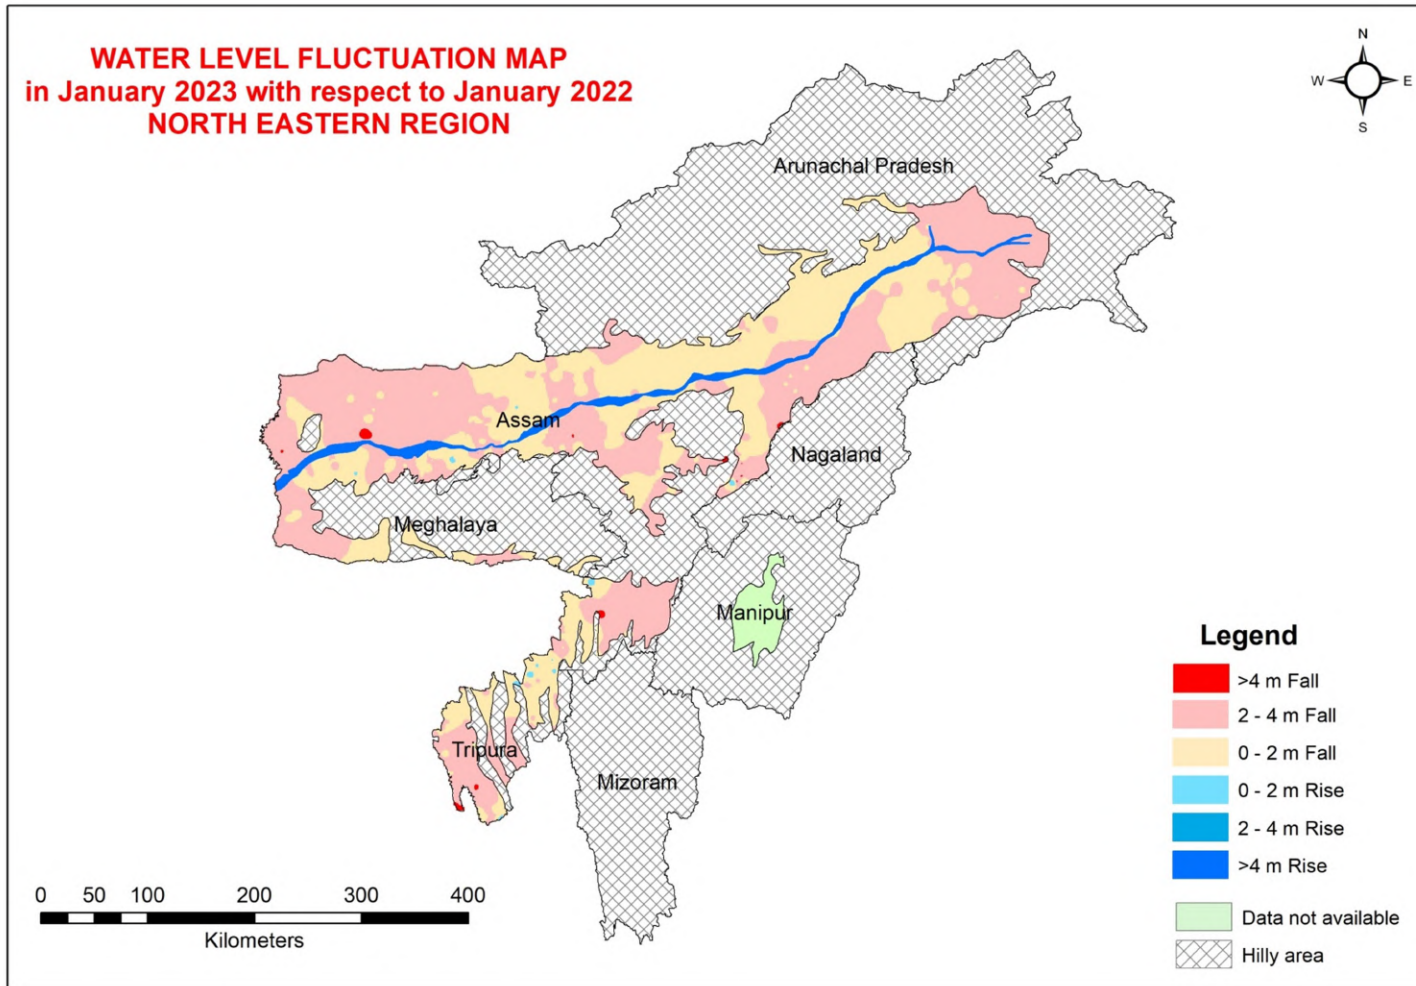 WATER LEVEL FLUCTUATION MAP
in January 2023 with respect to January 2022
NORTH EASTERN REGION
N
W E
S
Arunachal Pradesh
Assam
Nagaland
Meghalaya
Manipur
Tripura
Mizoram
Legend
>4 m Fall
2 - 4 m Fall
0 - 2 m Fall
0 - 2 m Rise
2 - 4 m Rise
>4 m Rise
Data not available
Hilly area
0 50 100 200 300 400
Kilometers